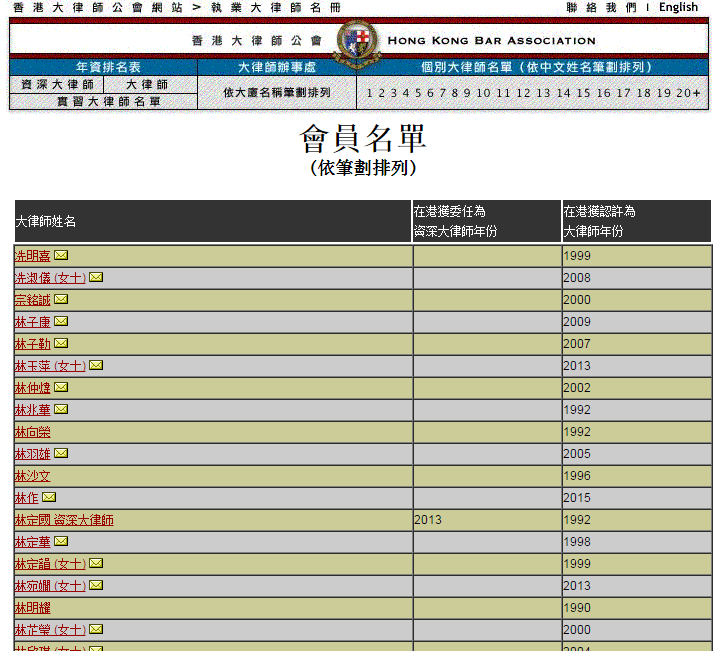 香港大律師公會網站 > 執業大律師名冊
聯絡我們 | English
香港大律師公會 HONG KONG BAR ASSOCIATION
年資排名表
大律師辦事處
個別大律師名單（依中文姓名筆劃排列）
資深大律師
大律師
實習大律師名單
依大廈名稱筆劃排列
1 2 3 4 5 6 7 8 9 10 11 12 13 14 15 16 17 18 19 20+
會員名單
（依筆劃排列）
大律師姓名
在港獲委任為
資深大律師年份
在港獲認許為
大律師年份
冼明嘉 1999
冼淑儀 (女士) 2008
宗銘誠 2000
林子康 2009
林子勤 2007
林玉萍 (女士) 2013
林仲煒 2002
林兆華 1992
林向榮 1992
林羽雄 2005
林沙文 1996
林作 2015
林定國 資深大律師 2013 1992
林定華 1998
林定韻 (女士) 1999
林宛嫺 (女士) 2013
林明耀 1990
林芷瑩 (女士) 2000